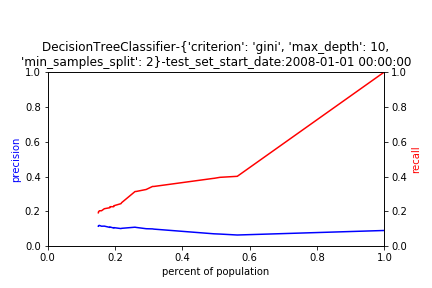 DecisionTreeClassifier-{'criterion': 'gini', 'max_depth': 10,
'min_samples_split': 2}-test_set_start_date:2008-01-01 00:00:00
1.0
0.8
0.6
0.4
0.2
0.0
precision
1.0
0.8
0.6
0.4
0.2
0.0
recall
0.0 0.2 0.4 0.6 0.8 1.0
percent of population